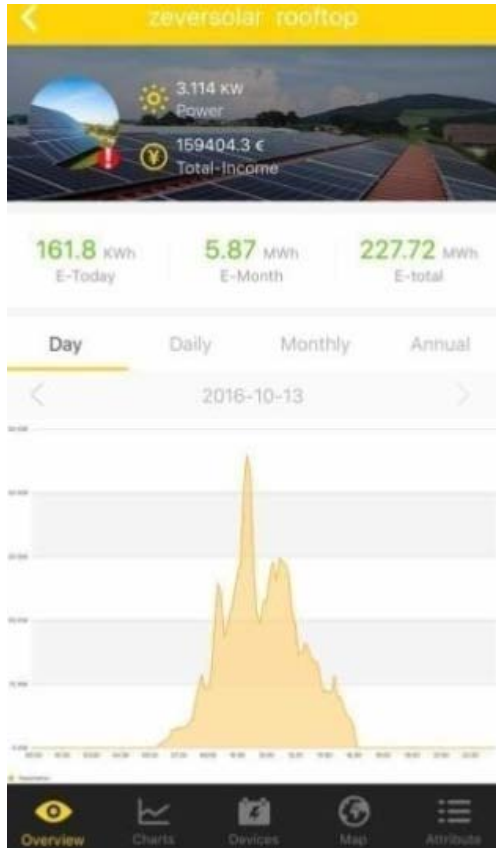 zeversolar rooftop
3.114 KW
Power
159404.3 €
Total-Income
161.8 KWh
5.87 MWh
227.72 MWh
E-Today
E-Month
E-total
Day
Daily
Monthly
Annual
2016-10-13
Overview
Charts
Devices
Map
Attribute